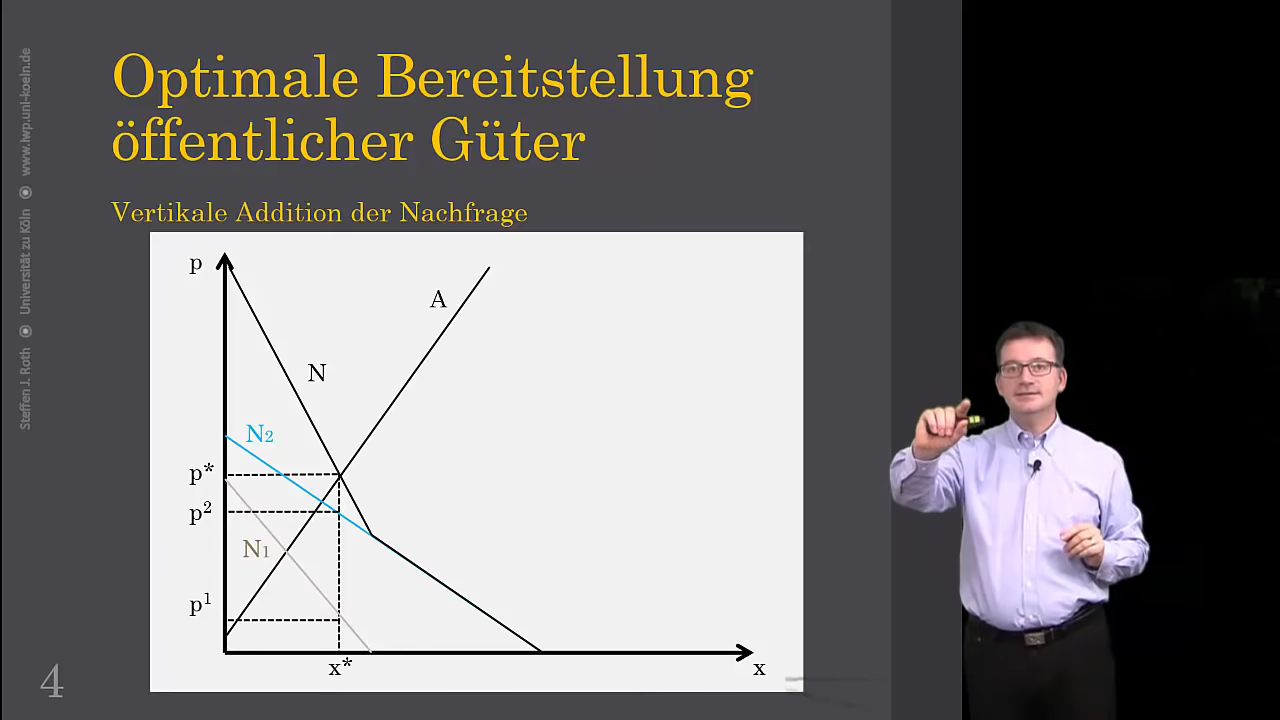 Optimale Bereitstellung
öffentlicher Güter
Vertikale Addition der Nachfrage
p
A
N
N2
p*
p2
N1
p1
x*
x
4
Steffen J. Roth ◉ Universität zu Köln ◉ www.iwp.uni-koeln.de